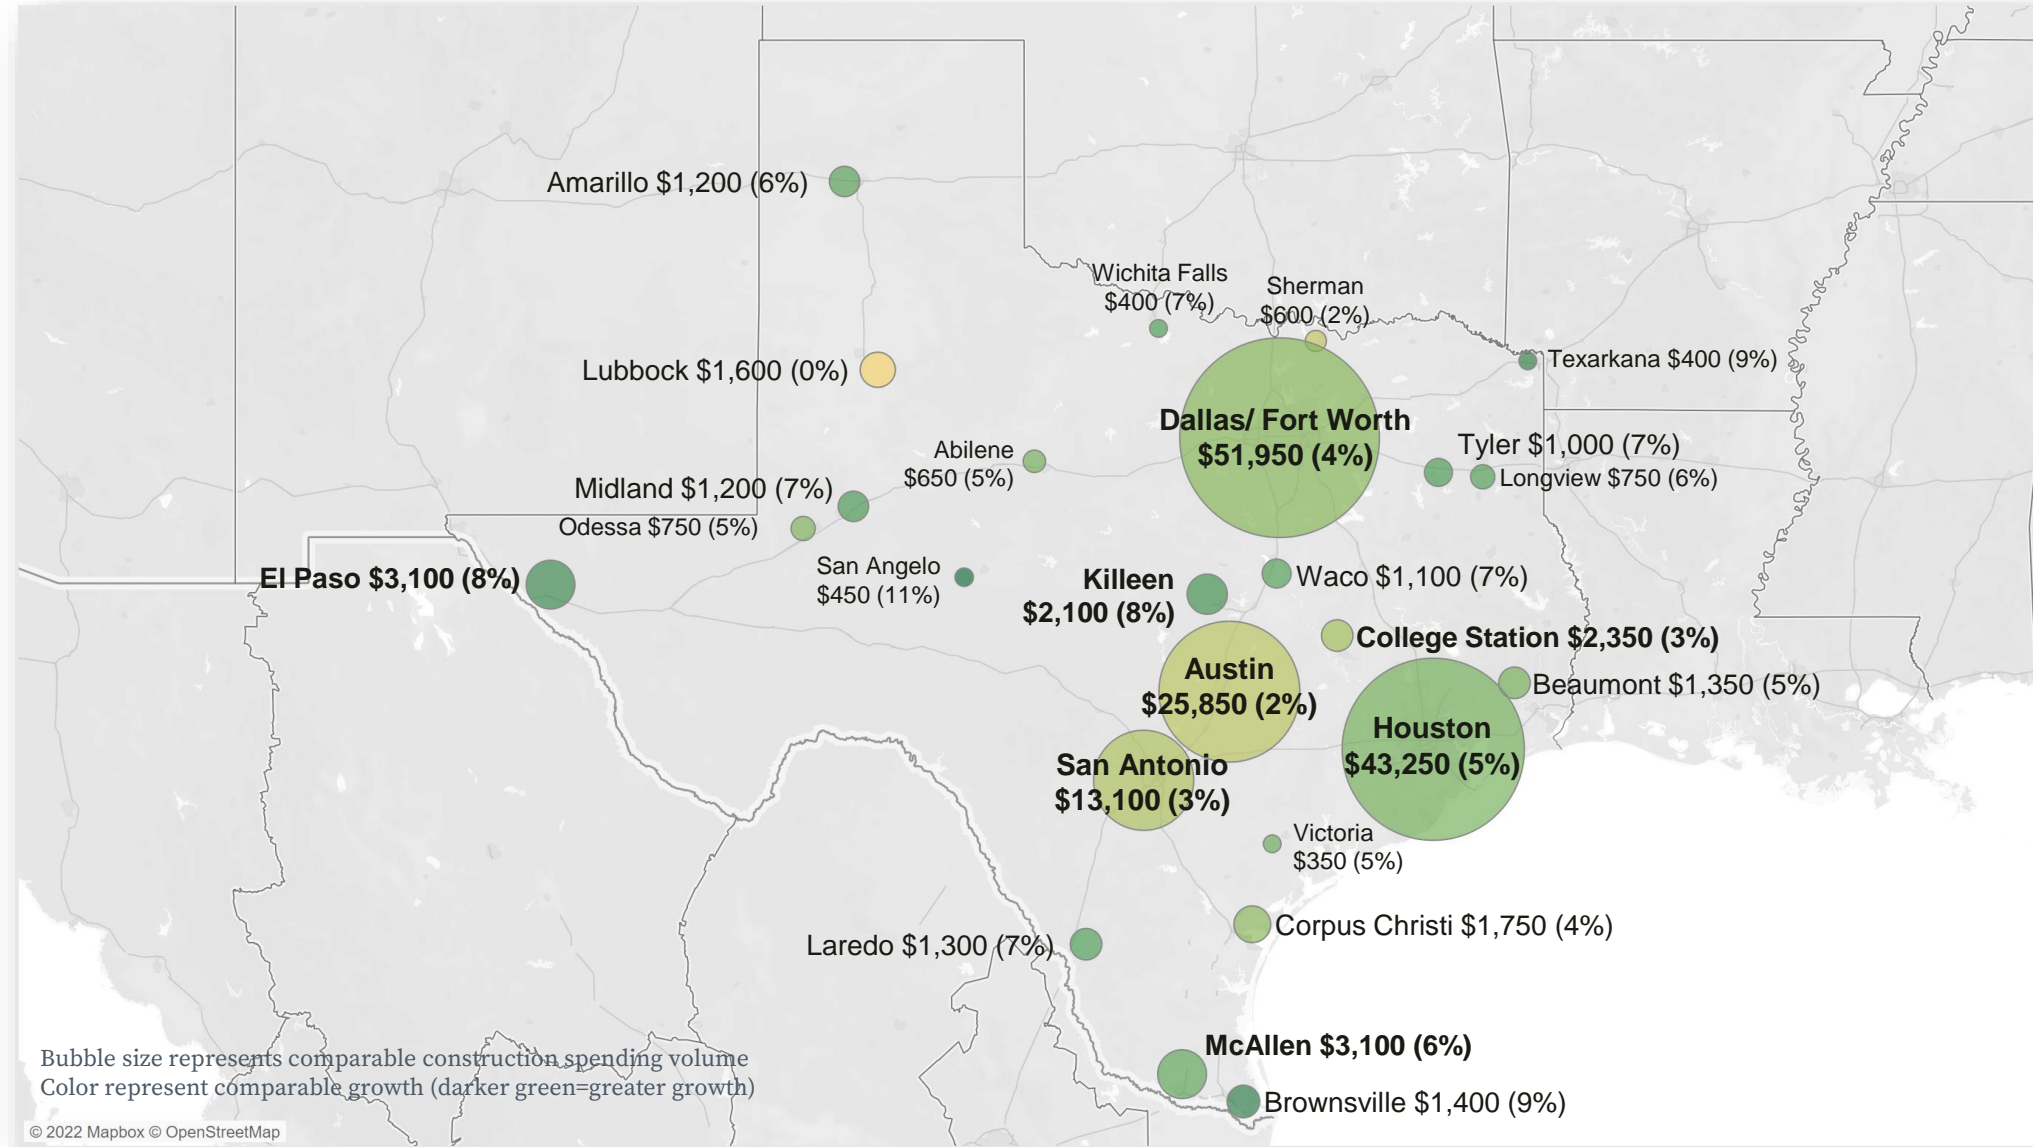 Amarillo $1,200 (6%)
Wichita Falls
$400 (7%)
Sherman
$600 (2%)
Lubbock $1,600 (0%)
Texarkana $400 (9%)
Dallas/ Fort Worth
$51,950 (4%)
Tyler $1,000 (7%)
Longview $750 (6%)
Abilene
$650 (5%)
Midland $1,200 (7%)
Odessa $750 (5%)
El Paso $3,100 (8%)
San Angelo
$450 (11%)
Killeen
$2,100 (8%)
Waco $1,100 (7%)
College Station $2,350 (3%)
Austin
$25,850 (2%)
Beaumont $1,350 (5%)
Houston
$43,250 (5%)
San Antonio
$13,100 (3%)
Victoria
$350 (5%)
Corpus Christi $1,750 (4%)
Laredo $1,300 (7%)
McAllen $3,100 (6%)
Brownsville $1,400 (9%)
Bubble size represents comparable construction spending volume
Color represent comparable growth (darker green=greater growth)
© 2022 Mapbox © OpenStreetMap